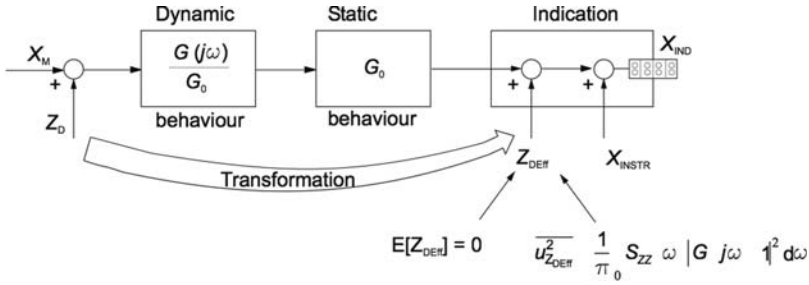 Dynamic Static Indication
X_M + G (jω) / G_0 G_0 + + X_IND
behaviour behaviour
Z_D Z_DEff X_INSTR
Transformation
E[Z_DEff] = 0 u²_Z_DEff 1/π 0 S_ZZ ω |G jω 1|² dω